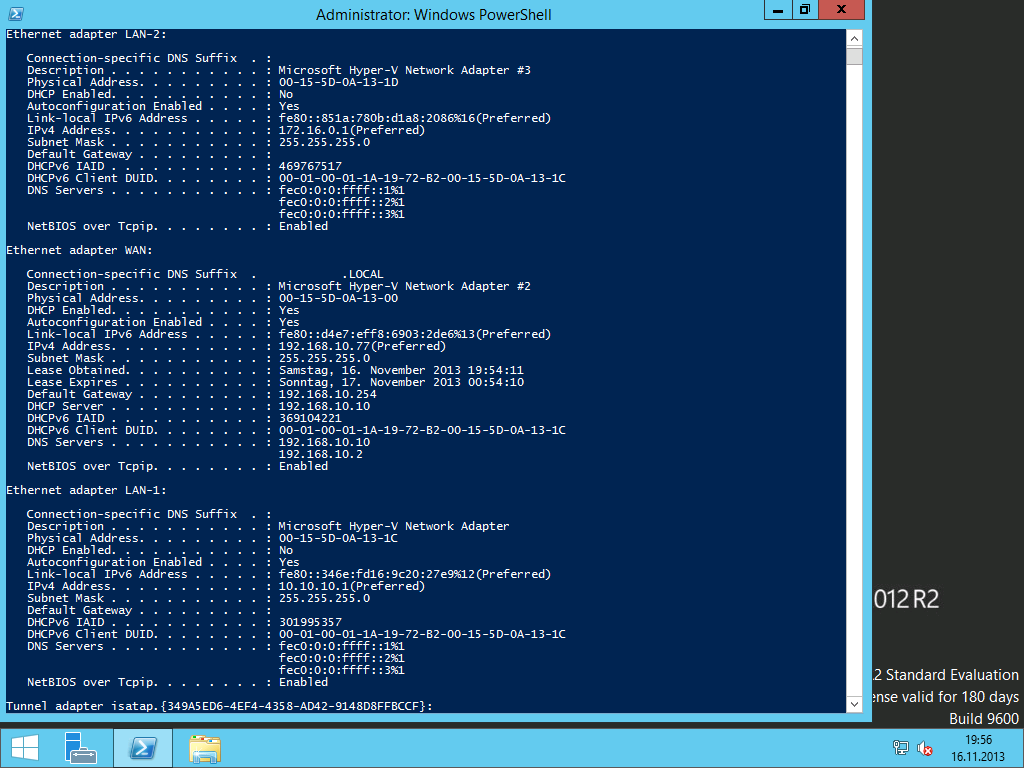 Administrator: Windows PowerShell
Ethernet adapter LAN-2:
Connection-specific DNS Suffix  . :
Description . . . . . . . . . . . : Microsoft Hyper-V Network Adapter #3
Physical Address. . . . . . . . . : 00-15-5D-0A-13-1D
DHCP Enabled. . . . . . . . . . . : No
Autoconfiguration Enabled . . . . : Yes
Link-local IPv6 Address . . . . . : fe80::851a:780b:d1a8:2086%16(Preferred)
IPv4 Address. . . . . . . . . . . : 172.16.0.1(Preferred)
Subnet Mask . . . . . . . . . . . : 255.255.255.0
Default Gateway . . . . . . . . . :
DHCPv6 IAID . . . . . . . . . . . : 469767517
DHCPv6 Client DUID. . . . . . . . : 00-01-00-01-1A-19-72-B2-00-15-5D-0A-13-1C
DNS Servers . . . . . . . . . . . : fec0:0:0:ffff::1%1
fec0:0:0:ffff::2%1
fec0:0:0:ffff::3%1
NetBIOS over Tcpip. . . . . . . . : Enabled
Ethernet adapter WAN:
Connection-specific DNS Suffix  . .LOCAL
Description . . . . . . . . . . . : Microsoft Hyper-V Network Adapter #2
Physical Address. . . . . . . . . : 00-15-5D-0A-13-00
DHCP Enabled. . . . . . . . . . . : Yes
Autoconfiguration Enabled . . . . : Yes
Link-local IPv6 Address . . . . . : fe80::d4e7:eff8:6903:2de6%13(Preferred)
IPv4 Address. . . . . . . . . . . : 192.168.10.77(Preferred)
Subnet Mask . . . . . . . . . . . : 255.255.255.0
Lease Obtained. . . . . . . . . . : Samstag, 16. November 2013 19:54:11
Lease Expires . . . . . . . . . . : Sonntag, 17. November 2013 00:54:10
Default Gateway . . . . . . . . . : 192.168.10.254
DHCP Server . . . . . . . . . . . : 192.168.10.10
DHCPv6 IAID . . . . . . . . . . . : 369104221
DHCPv6 Client DUID. . . . . . . . : 00-01-00-01-1A-19-72-B2-00-15-5D-0A-13-1C
DNS Servers . . . . . . . . . . . : 192.168.10.10
192.168.10.2
NetBIOS over Tcpip. . . . . . . . : Enabled
Ethernet adapter LAN-1:
Connection-specific DNS Suffix  . :
Description . . . . . . . . . . . : Microsoft Hyper-V Network Adapter
Physical Address. . . . . . . . . : 00-15-5D-0A-13-1C
DHCP Enabled. . . . . . . . . . . : No
Autoconfiguration Enabled . . . . : Yes
Link-local IPv6 Address . . . . . : fe80::346e:fd16:9c20:27e9%12(Preferred)
IPv4 Address. . . . . . . . . . . : 10.10.10.1(Preferred)
Subnet Mask . . . . . . . . . . . : 255.255.255.0
Default Gateway . . . . . . . . . :
DHCPv6 IAID . . . . . . . . . . . : 301995357
DHCPv6 Client DUID. . . . . . . . : 00-01-00-01-1A-19-72-B2-00-15-5D-0A-13-1C
DNS Servers . . . . . . . . . . . : fec0:0:0:ffff::1%1
fec0:0:0:ffff::2%1
fec0:0:0:ffff::3%1
NetBIOS over Tcpip. . . . . . . . : Enabled
Tunnel adapter isatap.{349A5ED6-4EF4-4358-AD42-9148D8FFBCCF}:
012 R2
.2 Standard Evaluation
ense valid for 180 days
Build 9600
19:56
16.11.2013